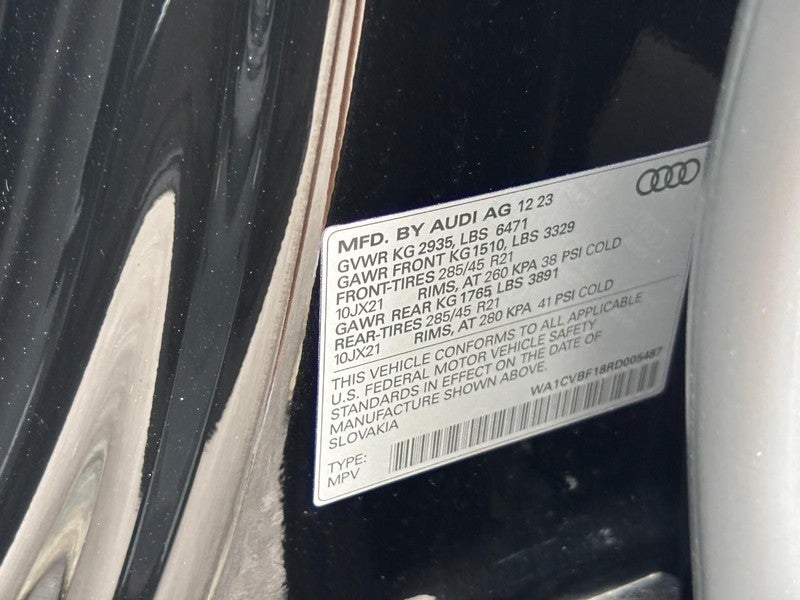 MFD. BY AUDI AG 12 23
GVWR KG 2935, LBS 6471
GAWR FRONT KG1510, LBS 3329
FRONT-TIRES 285/45 R21
10JX21 RIMS, AT 260 KPA 38 PSI COLD
GAWR REAR KG 1765, LBS 3891
REAR-TIRES 285/45 R21
10JX21 RIMS, AT 280 KPA 41 PSI COLD
THIS VEHICLE CONFORMS TO ALL APPLICABLE
U.S. FEDERAL MOTOR VEHICLE SAFETY
STANDARDS IN EFFECT ON THE DATE OF
MANUFACTURE SHOWN ABOVE.
SLOVAKIA WA1CVBF18RD005487
TYPE:
MPV